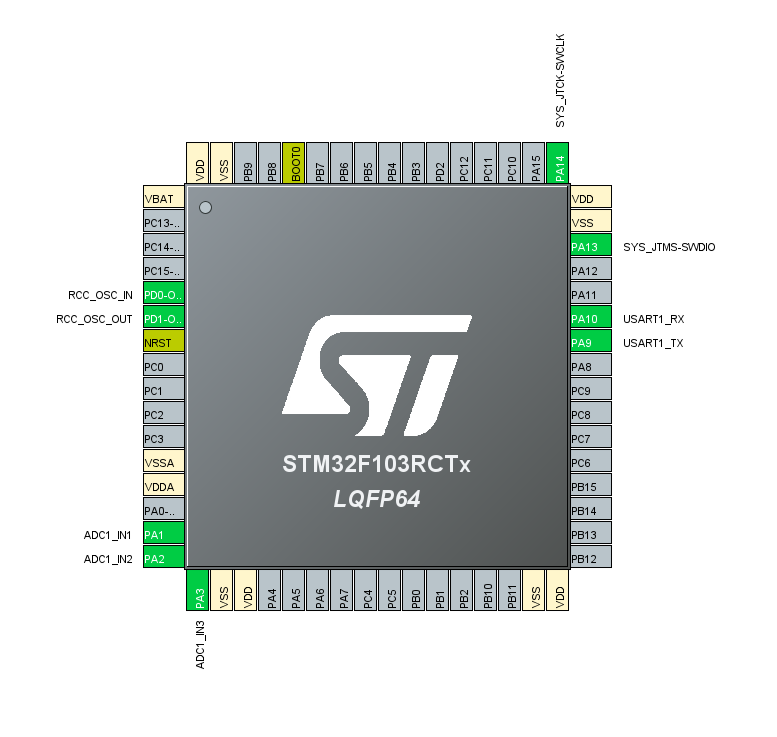 SYS_JTCK-SWCLK
VDD
VSS
PB9
PB8
BOOT0
PB7
PB6
PB5
PB4
PB3
PD2
PC12
PC11
PC10
PA15
PA14
VBAT
PC13-..
PC14-..
PC15-..
RCC_OSC_IN PD0-O..
RCC_OSC_OUT PD1-O..
NRST
PC0
PC1
PC2
PC3
VSSA
VDDA
PA0-..
ADC1_IN1 PA1
ADC1_IN2 PA2
ST
STM32F103RCTx
LQFP64
VDD
VSS
PA13 SYS_JTMS-SWDIO
PA12
PA11
PA10 USART1_RX
PA9 USART1_TX
PA8
PC9
PC8
PC7
PC6
PB15
PB14
PB13
PB12
PA3
VSS
VDD
PA4
PA5
PA6
PA7
PC4
PC5
PB0
PB1
PB2
PB10
PB11
VSS
VDD
ADC1_IN3